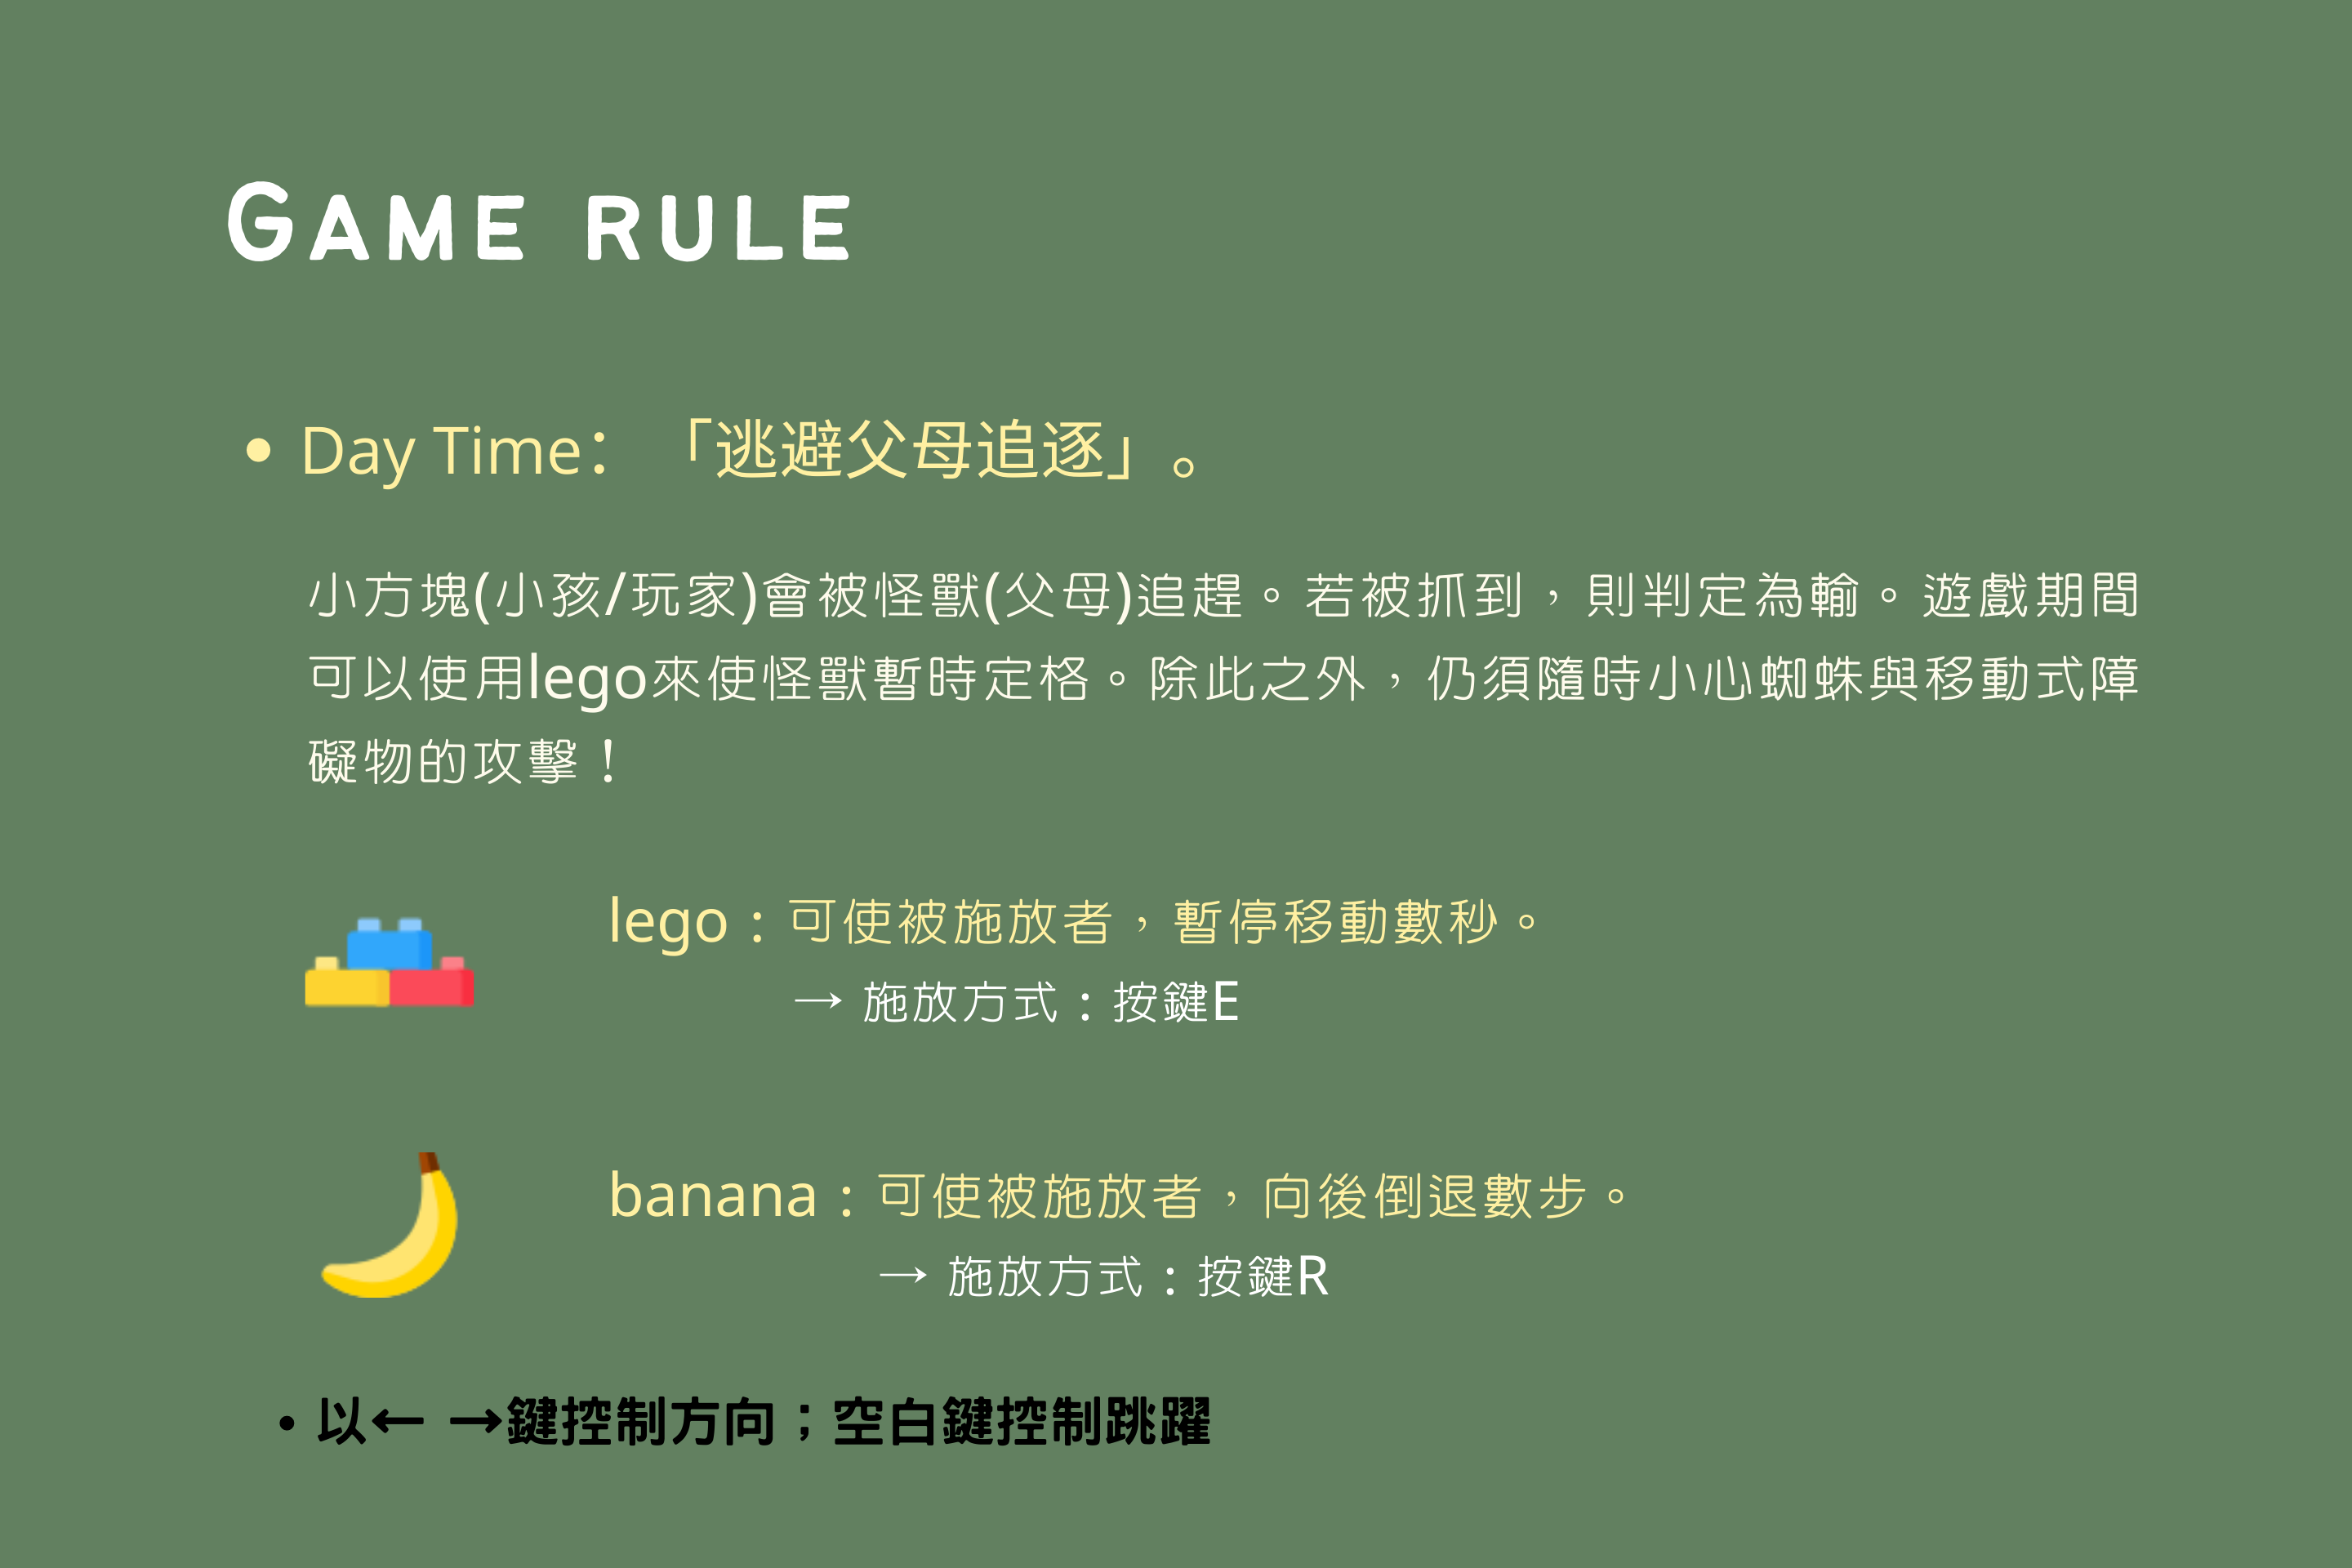 GAME RULE
• Day Time：「逃避父母追逐」。
小方塊(小孩/玩家)會被怪獸(父母)追趕。若被抓到，則判定為輸。遊戲期間
可以使用lego來使怪獸暫時定格。除此之外，仍須隨時小心蜘蛛與移動式障
礙物的攻擊！
lego：可使被施放者，暫停移動數秒。
→ 施放方式：按鍵E
banana：可使被施放者，向後倒退數步。
→ 施放方式：按鍵R
• 以← →鍵控制方向；空白鍵控制跳躍